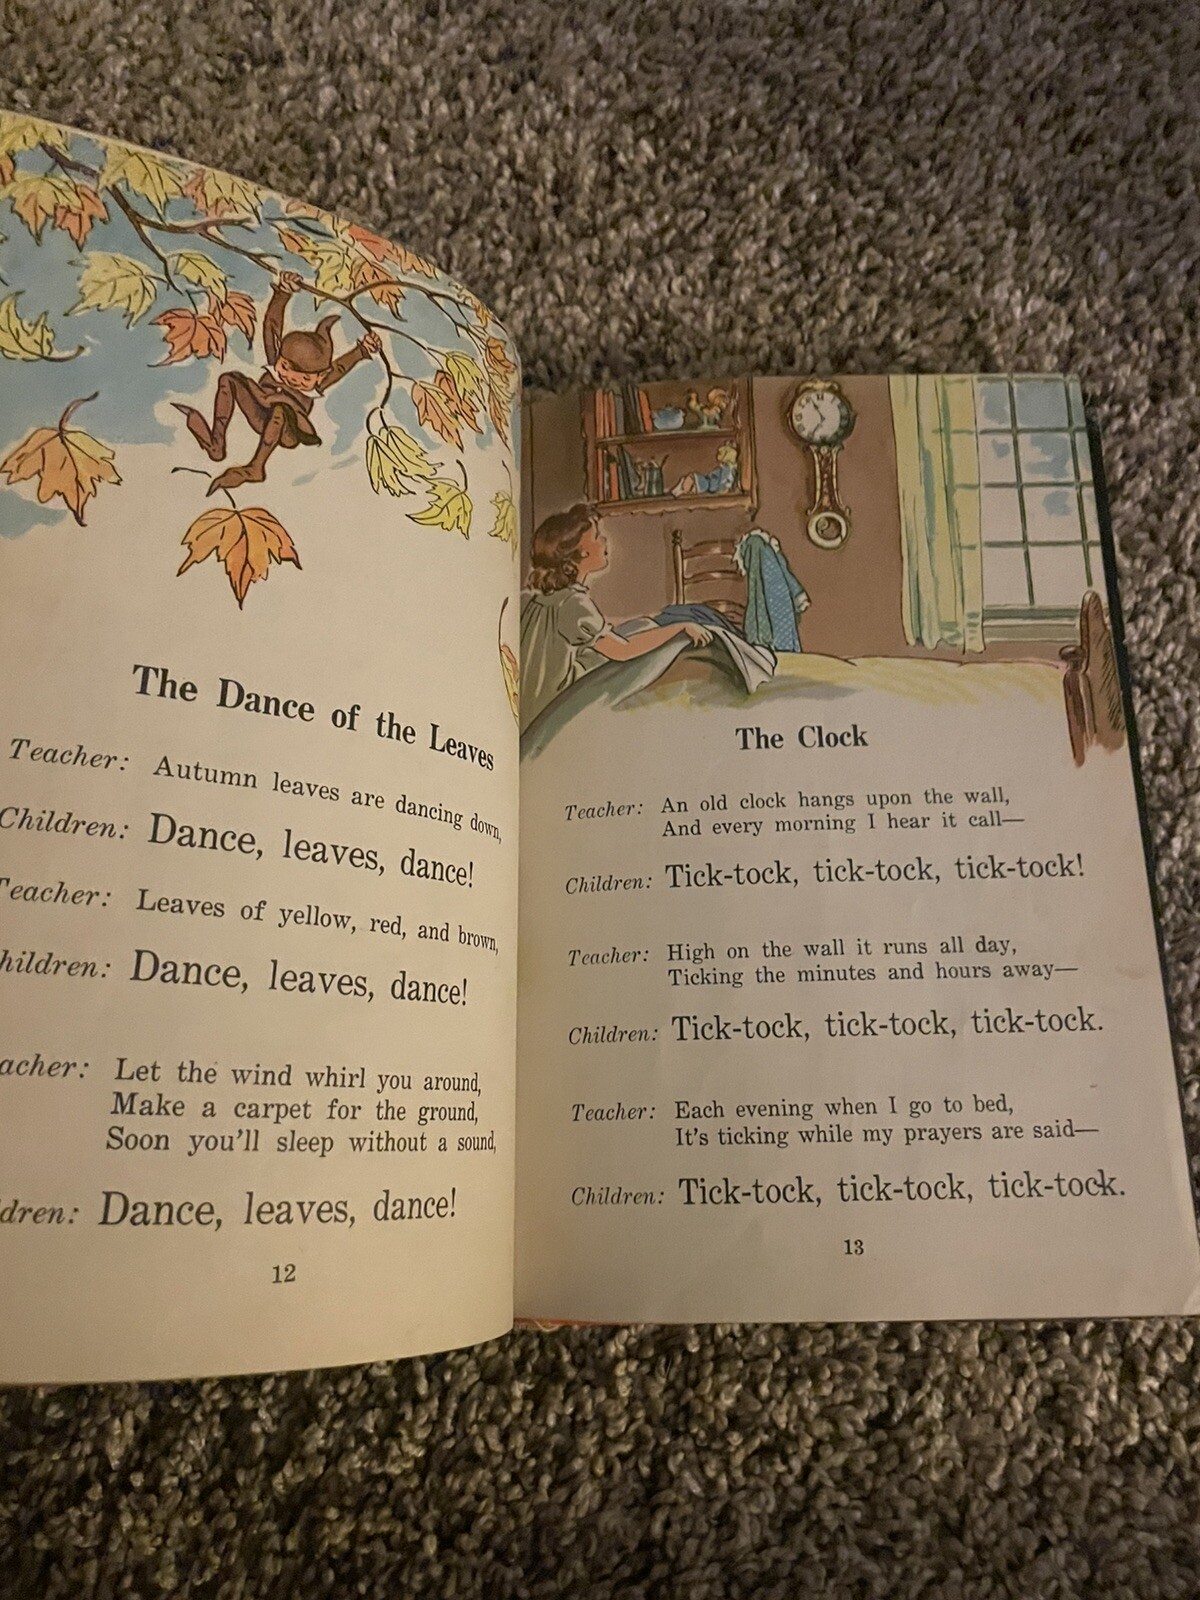 The Dance of the Leaves
Teacher: Autumn leaves are dancing down,
Children: Dance, leaves, dance!
Teacher: Leaves of yellow, red, and brown,
hildren: Dance, leaves, dance!
acher: Let the wind whirl you around,
Make a carpet for the ground,
Soon you'll sleep without a sound,
dren: Dance, leaves, dance!
12
The Clock
Teacher: An old clock hangs upon the wall,
And every morning I hear it call—
Children: Tick-tock, tick-tock, tick-tock!
Teacher: High on the wall it runs all day,
Ticking the minutes and hours away—
Children: Tick-tock, tick-tock, tick-tock.
Teacher: Each evening when I go to bed,
It's ticking while my prayers are said—
Children: Tick-tock, tick-tock, tick-tock.
13